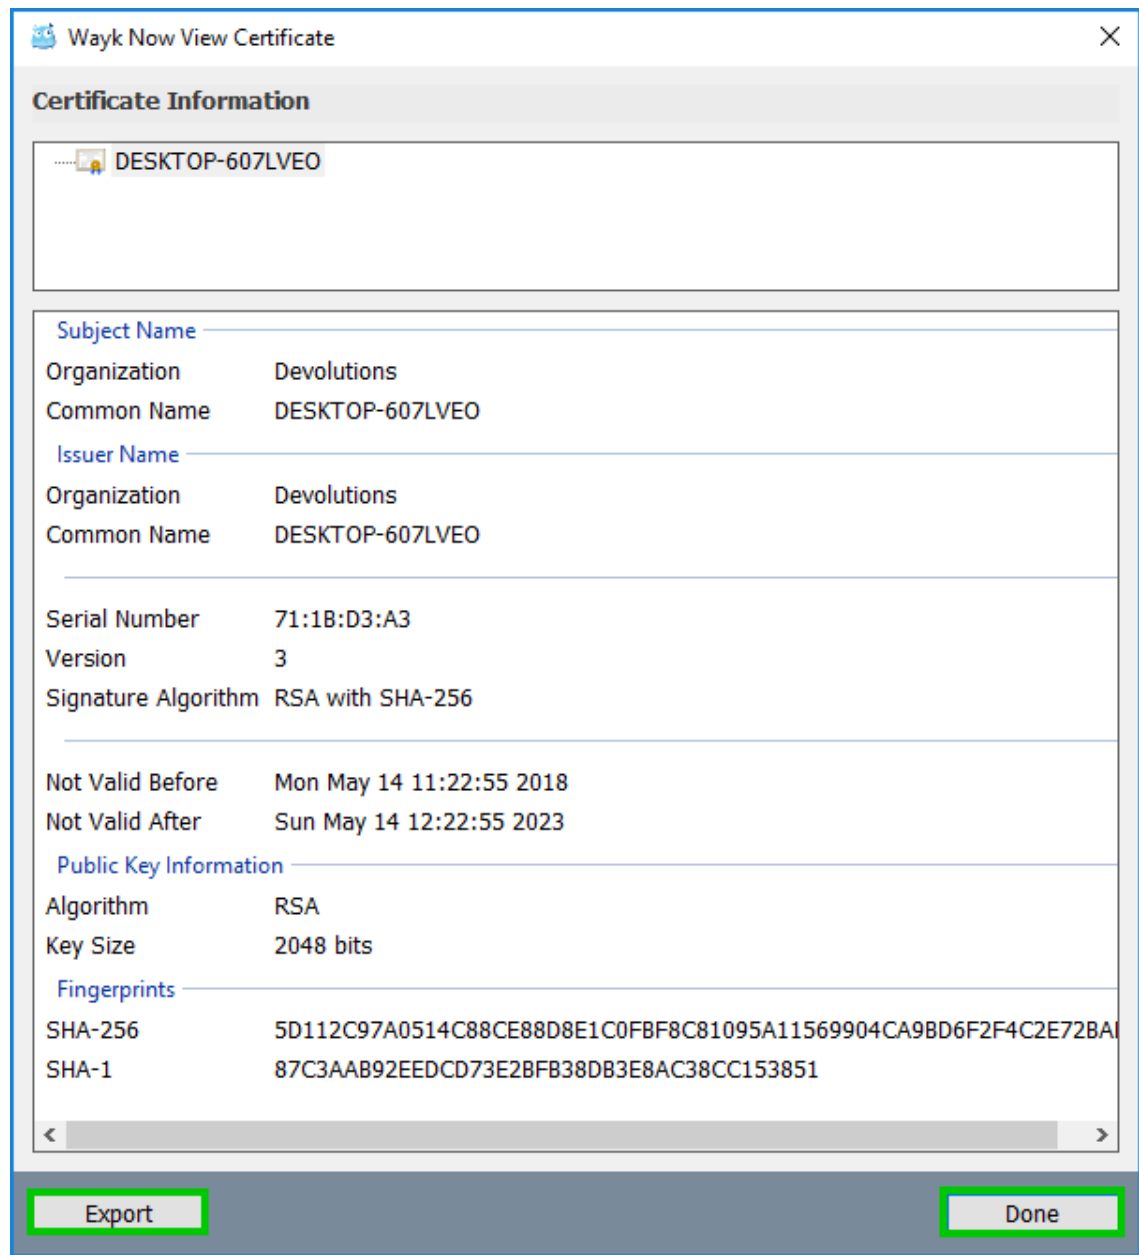 Wayk Now View Certificate
Certificate Information
DESKTOP-607LVEO
Subject Name
Organization Devolutions
Common Name DESKTOP-607LVEO
Issuer Name
Organization Devolutions
Common Name DESKTOP-607LVEO
Serial Number 71:1B:D3:A3
Version 3
Signature Algorithm RSA with SHA-256
Not Valid Before Mon May 14 11:22:55 2018
Not Valid After Sun May 14 12:22:55 2023
Public Key Information
Algorithm RSA
Key Size 2048 bits
Fingerprints
SHA-256 5D112C97A0514C88CE88D8E1C0FBF8C81095A11569904CA9BD6F2F4C2E72BA
SHA-1 87C3AAB92EEDCD73E2BFB38DB3E8AC38CC153851
Export Done